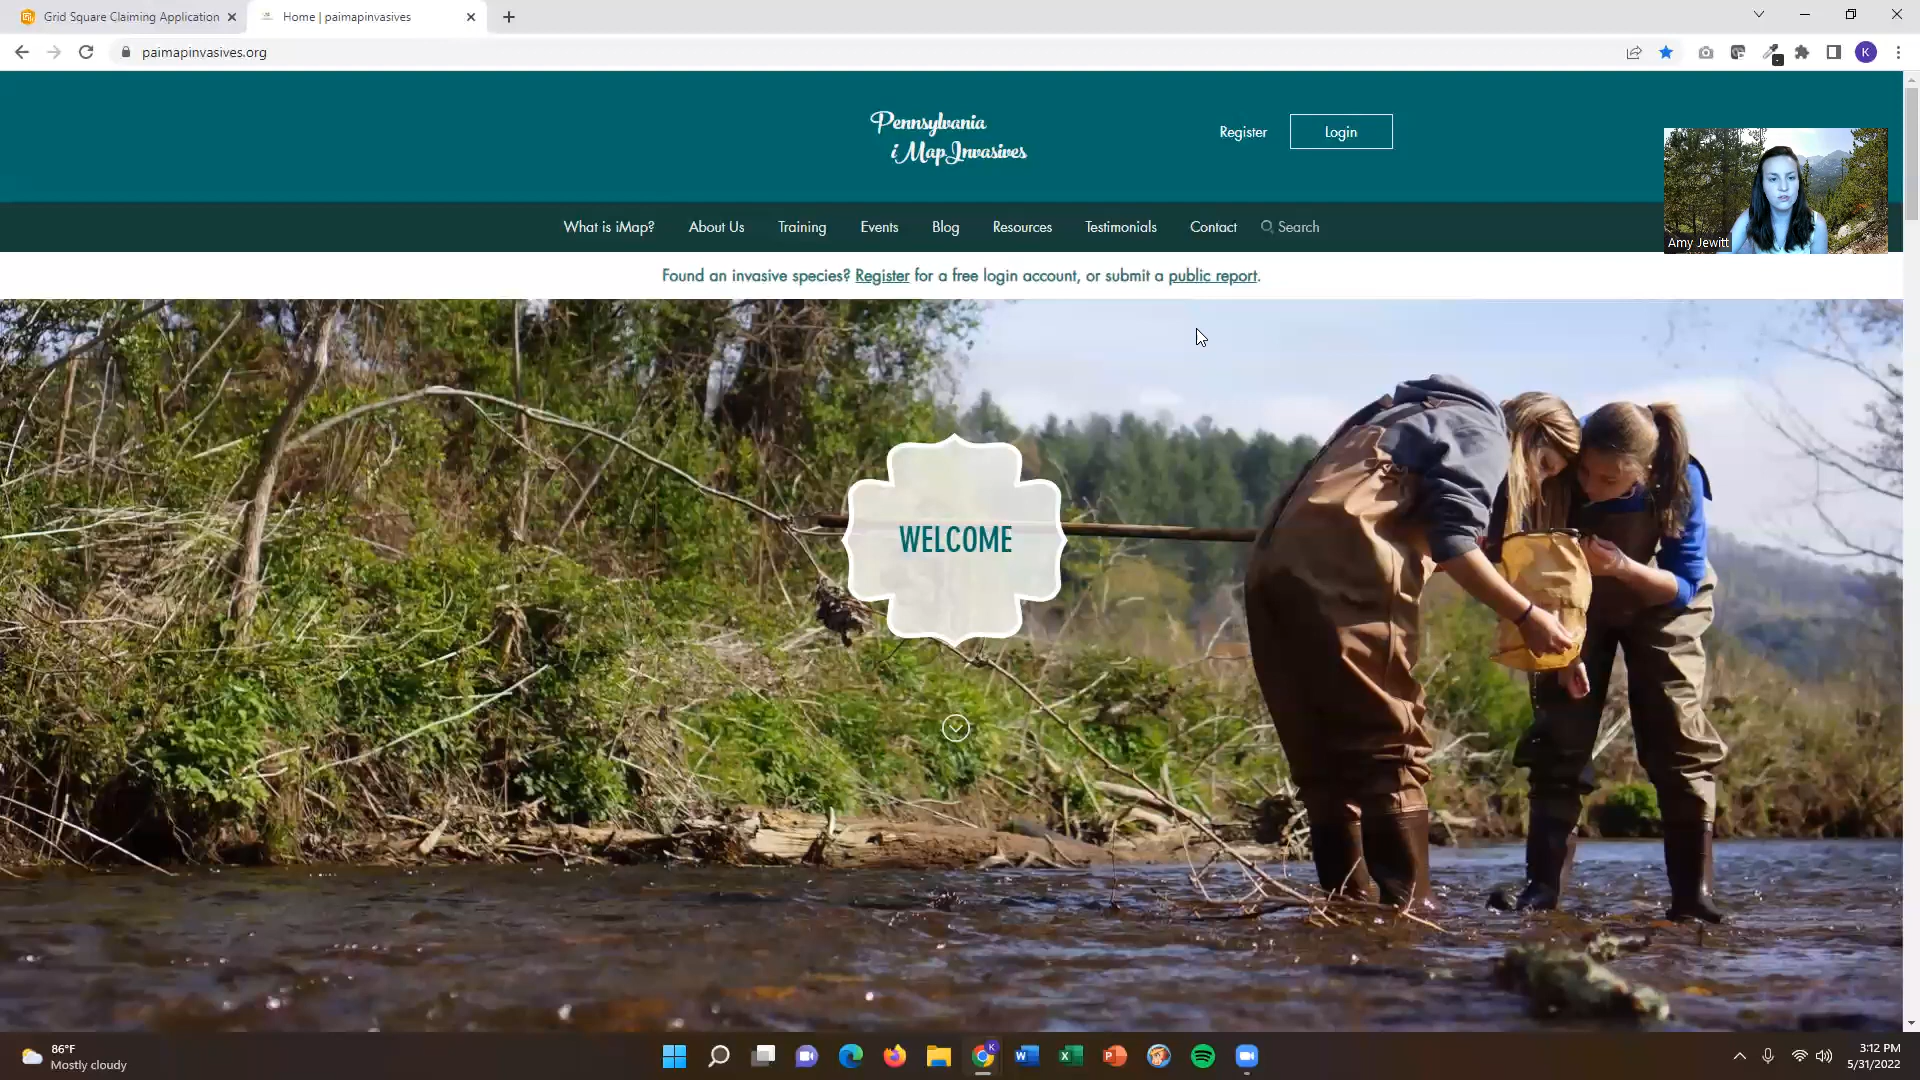 Grid Square Claiming Application
Home | paimapinvasives
paimapinvasives.org
K
Pennsylvania
iMapInvasives
Register
Login
Amy Jewitt
What is iMap?
About Us
Training
Events
Blog
Resources
Testimonials
Contact
Search
Found an invasive species? Register for a free login account, or submit a public report.
WELCOME
86°F
Mostly cloudy
K
3:12 PM
5/31/2022